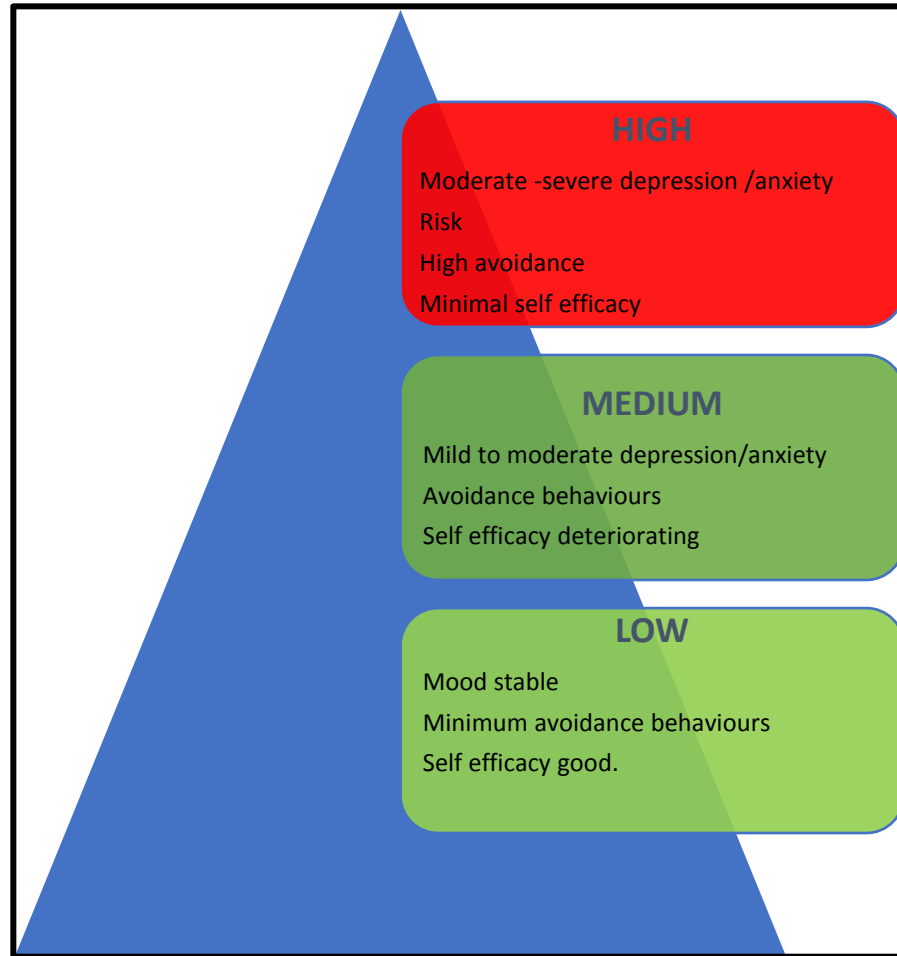 HIGH
Moderate -severe depression /anxiety
Risk
High avoidance
Minimal self efficacy
MEDIUM
Mild to moderate depression/anxiety
Avoidance behaviours
Self efficacy deteriorating
LOW
Mood stable
Minimum avoidance behaviours
Self efficacy good.